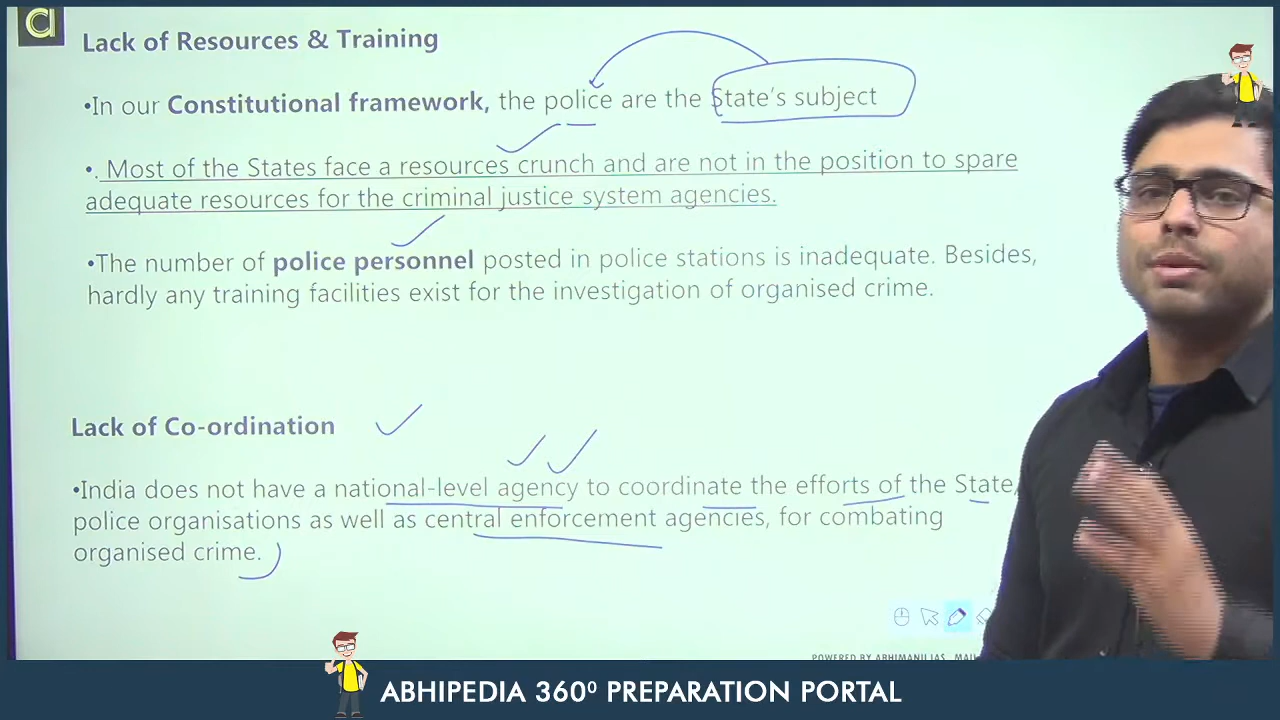 a
Lack of Resources & Training
•In our Constitutional framework, the police are the State's subject
•. Most of the States face a resources crunch and are not in the position to spare
adequate resources for the criminal justice system agencies.
•The number of police personnel posted in police stations is inadequate. Besides,
hardly any training facilities exist for the investigation of organised crime.
Lack of Co-ordination
•India does not have a national-level agency to coordinate the efforts of the State,
police organisations as well as central enforcement agencies, for combating
organised crime.
POWERED BY ABHIMANU IAS
ABHIPEDIA 360⁰ PREPARATION PORTAL